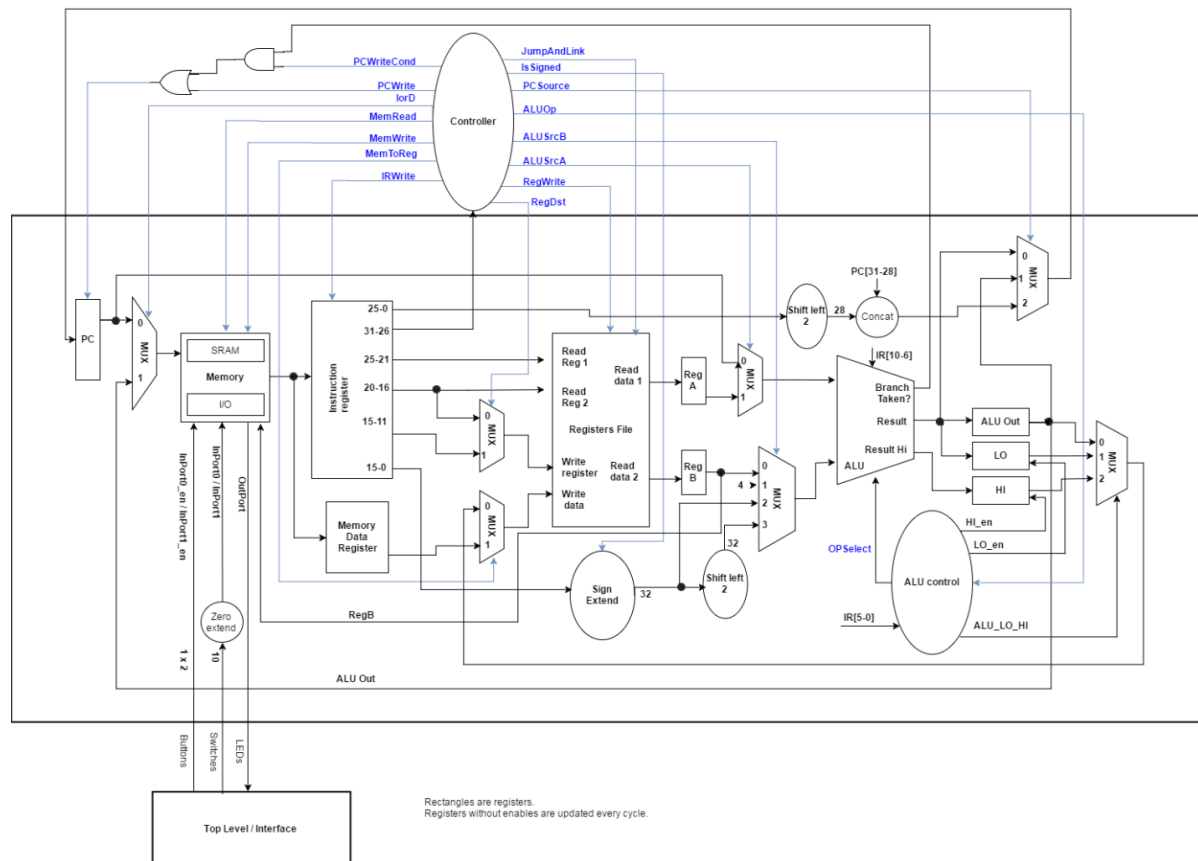 JumpAndLink
IsSigned
PCWriteCond
PCWrite
PCSource
IorD
ALUOp
MemRead
Controller
MemWrite
ALUSrcB
MemToReg
ALUSrcA
IRWrite
RegWrite
RegDst
PC
0
MUX
1
SRAM
Memory
I/O
Instruction
register
25-0
31-26
25-21
20-16
15-11
15-0
0
MUX
1
0
MUX
1
Memory
Data
Register
Read
Reg 1
Read
Reg 2
Read
data 1
Registers File
Read
data 2
Write
register
Write
data
Reg
A
Reg
B
0
MUX
1
0
4
1
2
MUX
3
32
Sign
Extend
32
Shift left
2
Shift left
2
28
PC[31-28]
Concat
0
1
MUX
2
IR[10-6]
Branch
Taken?
Result
Result Hi
ALU
ALU Out
LO
HI
0
1
MUX
2
HI_en
LO_en
OPSelect
ALU control
IR[5-0]
ALU_LO_HI
InPort0_en / InPort1_en
InPort0 / InPort1
OutPort
RegB
Zero
extend
1 x 2
10
ALU Out
Buttons
Switches
LEDs
Top Level / Interface
Rectangles are registers.
Registers without enables are updated every cycle.